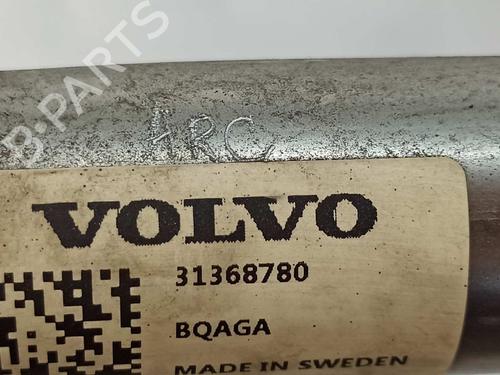 B-PARTS
ARC
VOLVO
31368780
BQAGA
MADE IN SWEDEN